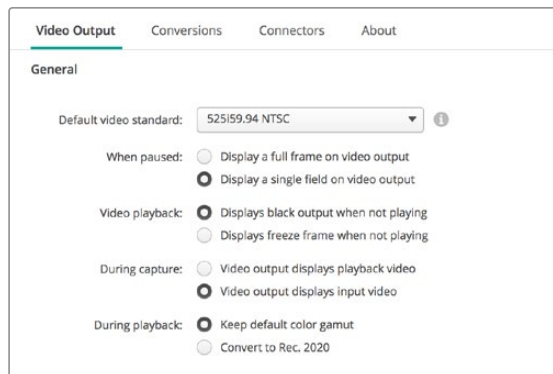 Video Output Conversions Connectors About
General
Default video standard: 525i59.94 NTSC
When paused: Display a full frame on video output
Display a single field on video output
Video playback: Displays black output when not playing
Displays freeze frame when not playing
During capture: Video output displays playback video
Video output displays input video
During playback: Keep default color gamut
Convert to Rec. 2020